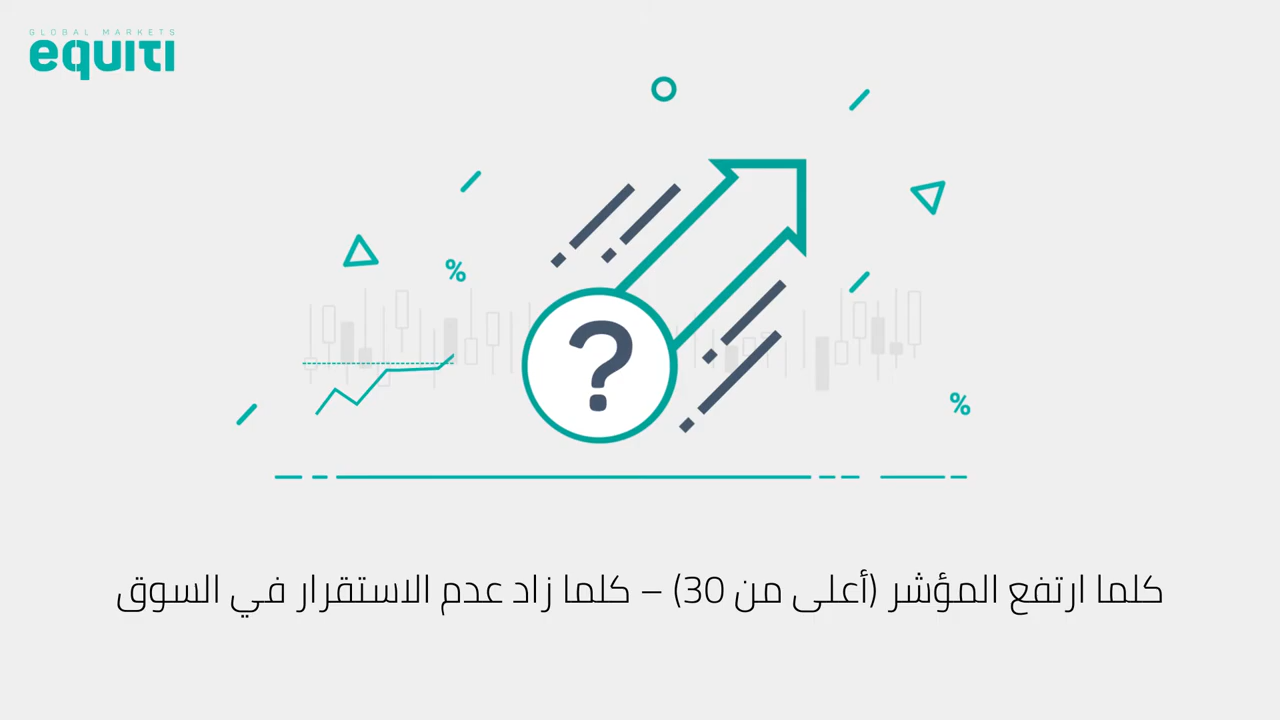 GLOBAL MARKETS
equiti
%
?
%
كلما ارتفع المؤشر (أعلى من 30) – كلما زاد عدم الاستقرار في السوق